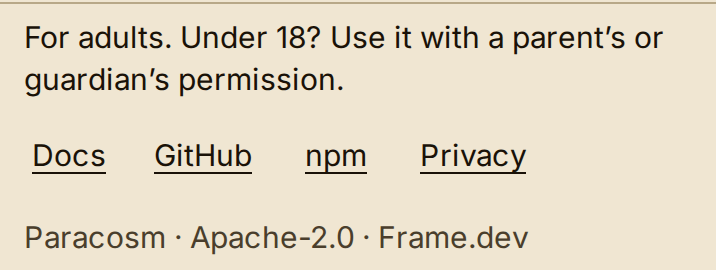 For adults. Under 18? Use it with a parent’s or
guardian’s permission.
Docs GitHub npm Privacy
Paracosm · Apache-2.0 · Frame.dev